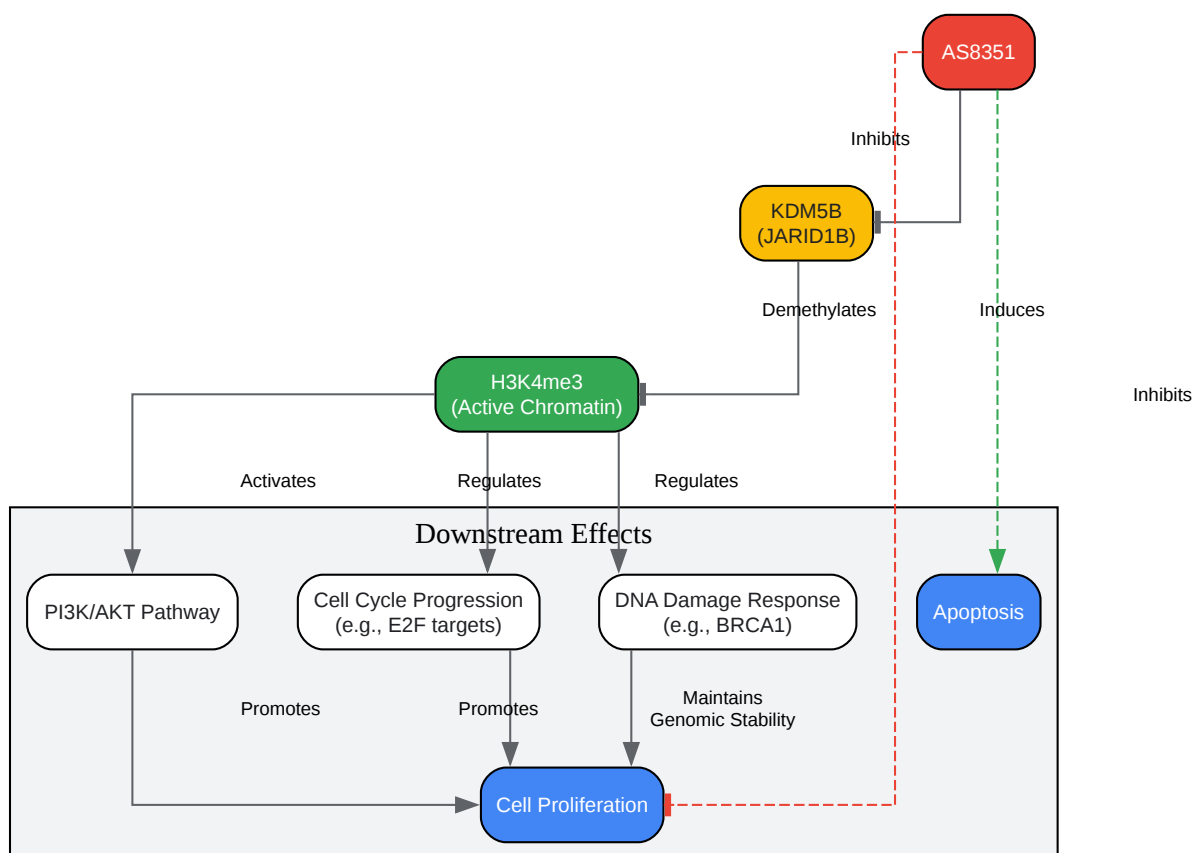 AS8351
Inhibits
KDM5B
(JARID1B)
Demethylates
Induces
H3K4me3
(Active Chromatin)
Inhibits
Activates
Regulates
Regulates
Downstream Effects
PI3K/AKT Pathway
Cell Cycle Progression
(e.g., E2F targets)
DNA Damage Response
(e.g., BRCA1)
Apoptosis
Promotes
Promotes
Maintains
Genomic Stability
Cell Proliferation